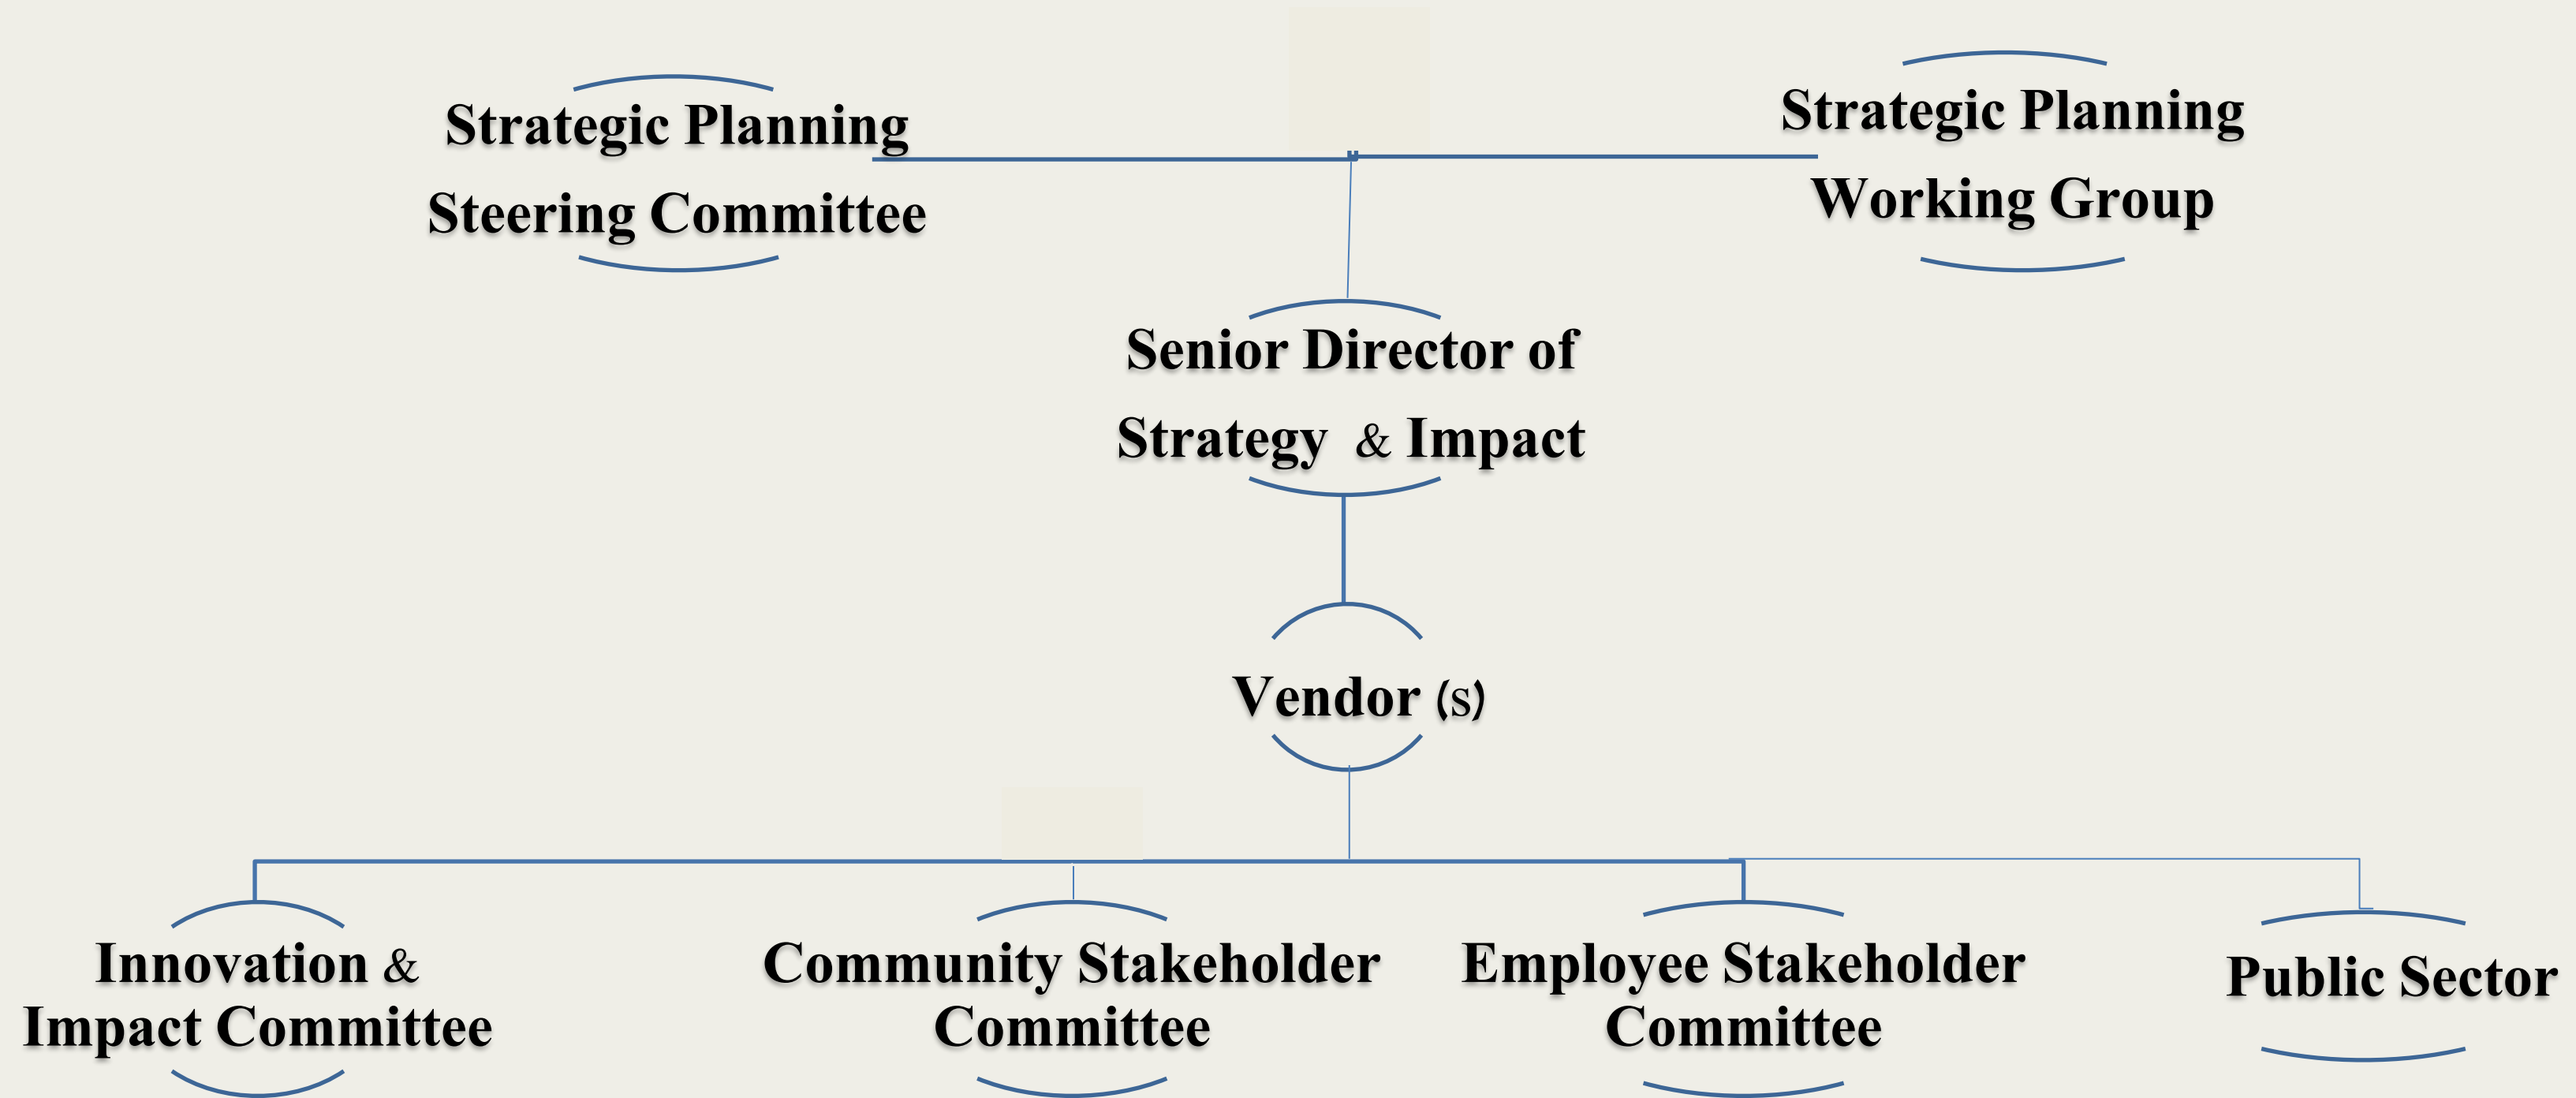 Strategic Planning
Steering Committee
Strategic Planning
Working Group
Senior Director of
Strategy & Impact
Vendor (s)
Innovation &
Impact Committee
Community Stakeholder
Committee
Employee Stakeholder
Committee
Public Sector